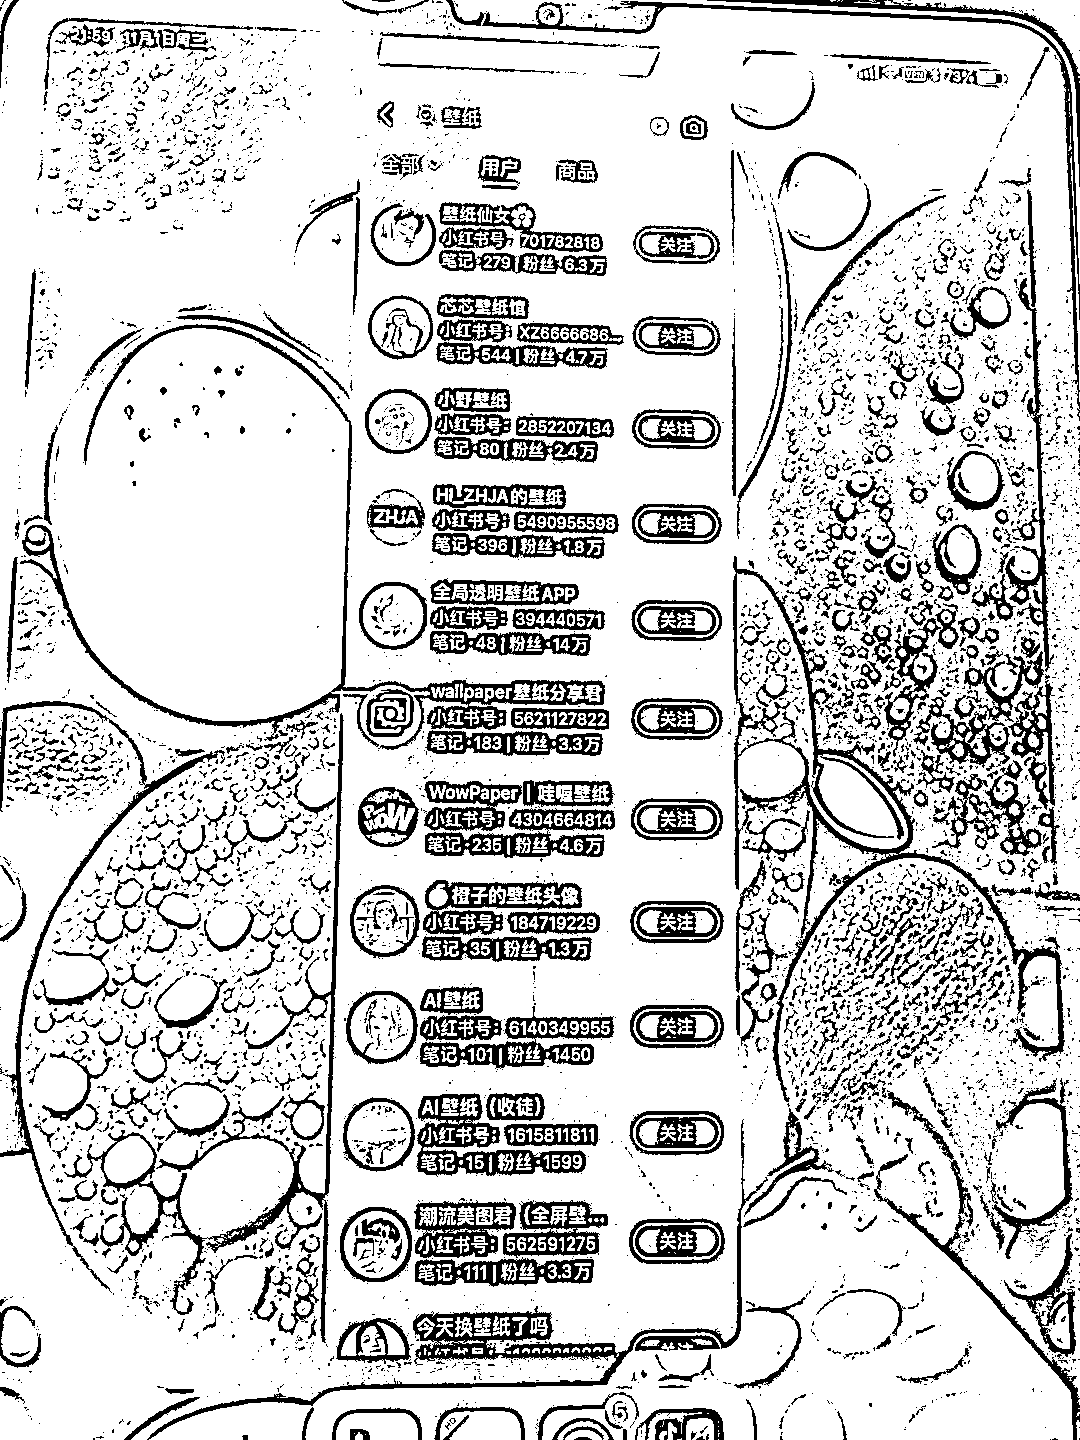 21:59 11月1日周二
73%
壁纸
全部 用户 商品
壁纸仙女
小红书号：701782818
笔记·279 | 粉丝·6.3万
关注
芯芯壁纸馆
小红书号：XZ6666686...
笔记·544 | 粉丝·4.7万
关注
小野壁纸
小红书号：2852207134
笔记·80 | 粉丝·2.4万
关注
Hi_ZHJA的壁纸
小红书号：5490955598
笔记·396 | 粉丝·1.8万
关注
ZHJA
全局透明壁纸APP
小红书号：394440571
笔记·48 | 粉丝·14万
关注
wallpaper壁纸分享君
小红书号：5621127822
笔记·183 | 粉丝·3.3万
关注
WowPaper | 哇喔壁纸
小红书号：4304664814
笔记·235 | 粉丝·4.6万
关注
橙子的壁纸头像
小红书号：184719229
笔记·35 | 粉丝·1.3万
关注
AI壁纸
小红书号：6140349955
笔记·101 | 粉丝·1450
关注
AI壁纸（收徒）
小红书号：1615811811
笔记·15 | 粉丝·1599
关注
潮流美图君（全屏壁...
小红书号：562591275
笔记·111 | 粉丝·3.3万
关注
今天换壁纸了吗
5